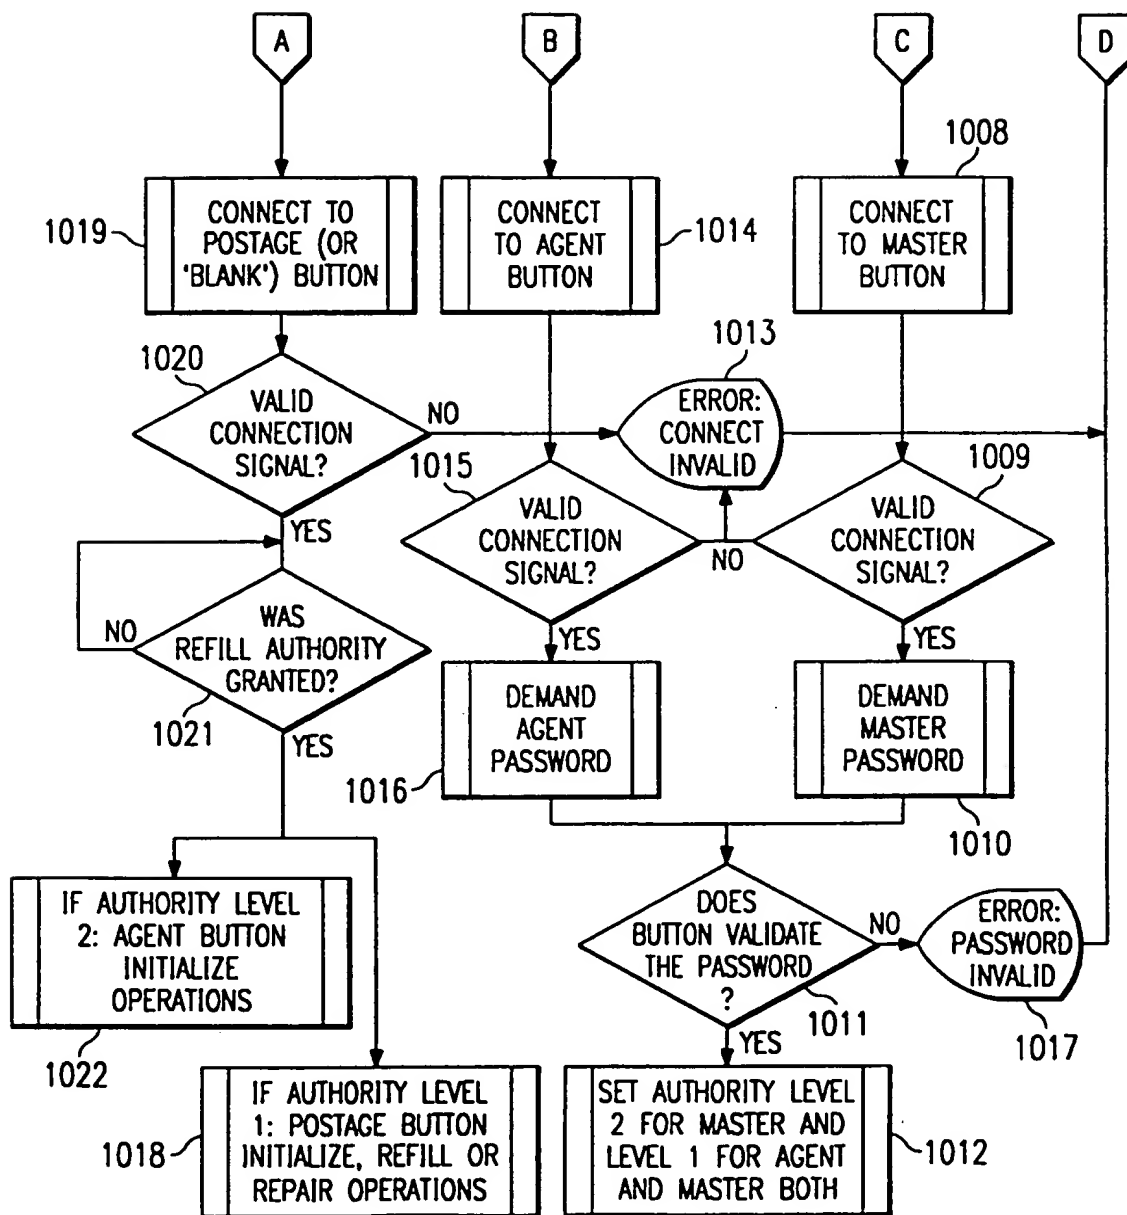 A
B
C
D
1008
1019
CONNECT TO
POSTAGE (OR
'BLANK') BUTTON
CONNECT
TO AGENT
BUTTON
1014
CONNECT
TO MASTER
BUTTON
1013
1020
VALID
CONNECTION
SIGNAL?
NO
ERROR:
CONNECT
INVALID
1015
1009
YES
VALID
CONNECTION
SIGNAL?
NO
VALID
CONNECTION
SIGNAL?
NO
WAS
REFILL AUTHORITY
GRANTED?
1021
YES
YES
YES
DEMAND
AGENT
PASSWORD
DEMAND
MASTER
PASSWORD
1016
1010
IF AUTHORITY LEVEL
2: AGENT BUTTON
INITIALIZE
OPERATIONS
1022
DOES
BUTTON VALIDATE
THE PASSWORD
?
NO
ERROR:
PASSWORD
INVALID
1011
1017
YES
IF AUTHORITY LEVEL
1: POSTAGE BUTTON
INITIALIZE, REFILL OR
REPAIR OPERATIONS
1018
SET AUTHORITY LEVEL
2 FOR MASTER AND
LEVEL 1 FOR AGENT
AND MASTER BOTH
1012